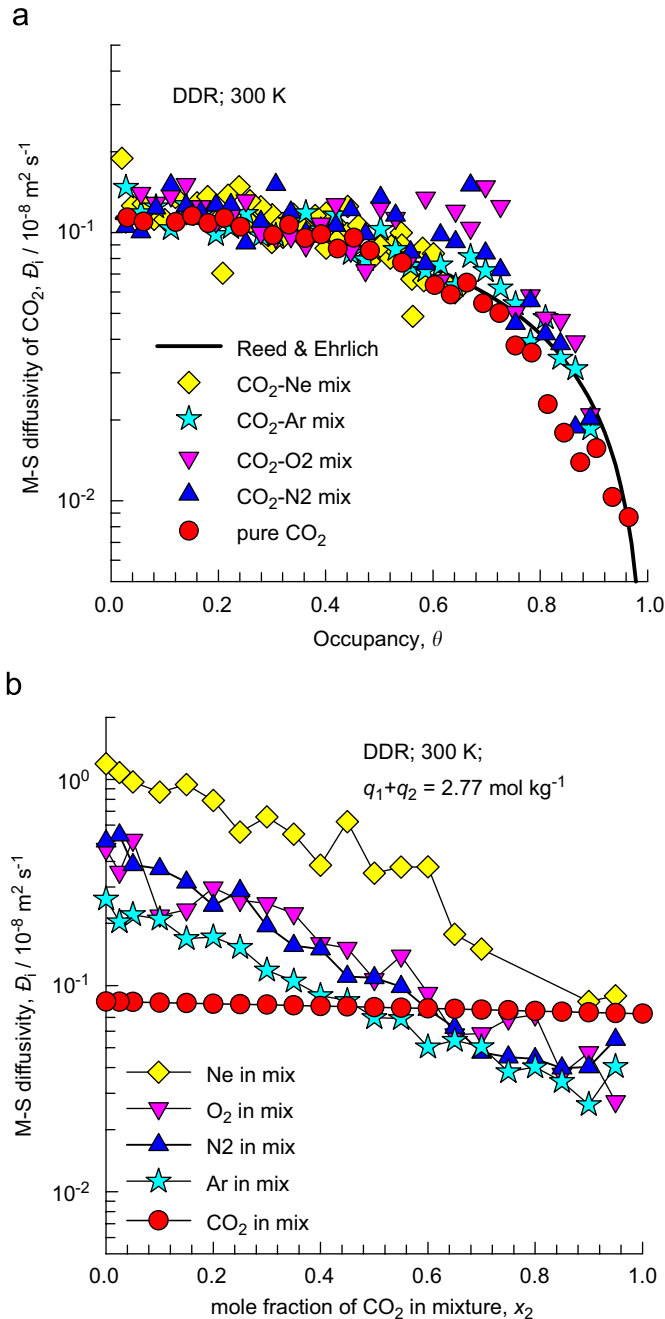 a
DDR; 300 K
10⁻¹
10⁻²
M-S diffusivity of CO₂, Đᵢ / 10⁻⁸ m² s⁻¹
Reed & Ehrlich
CO₂-Ne mix
CO₂-Ar mix
CO₂-O2 mix
CO₂-N2 mix
pure CO₂
0.0 0.2 0.4 0.6 0.8 1.0
Occupancy, θ
b
DDR; 300 K;
q₁+q₂ = 2.77 mol kg⁻¹
10⁰
10⁻¹
10⁻²
M-S diffusivity, Đᵢ / 10⁻⁸ m² s⁻¹
Ne in mix
O₂ in mix
N2 in mix
Ar in mix
CO₂ in mix
0.0 0.2 0.4 0.6 0.8 1.0
mole fraction of CO₂ in mixture, x₂